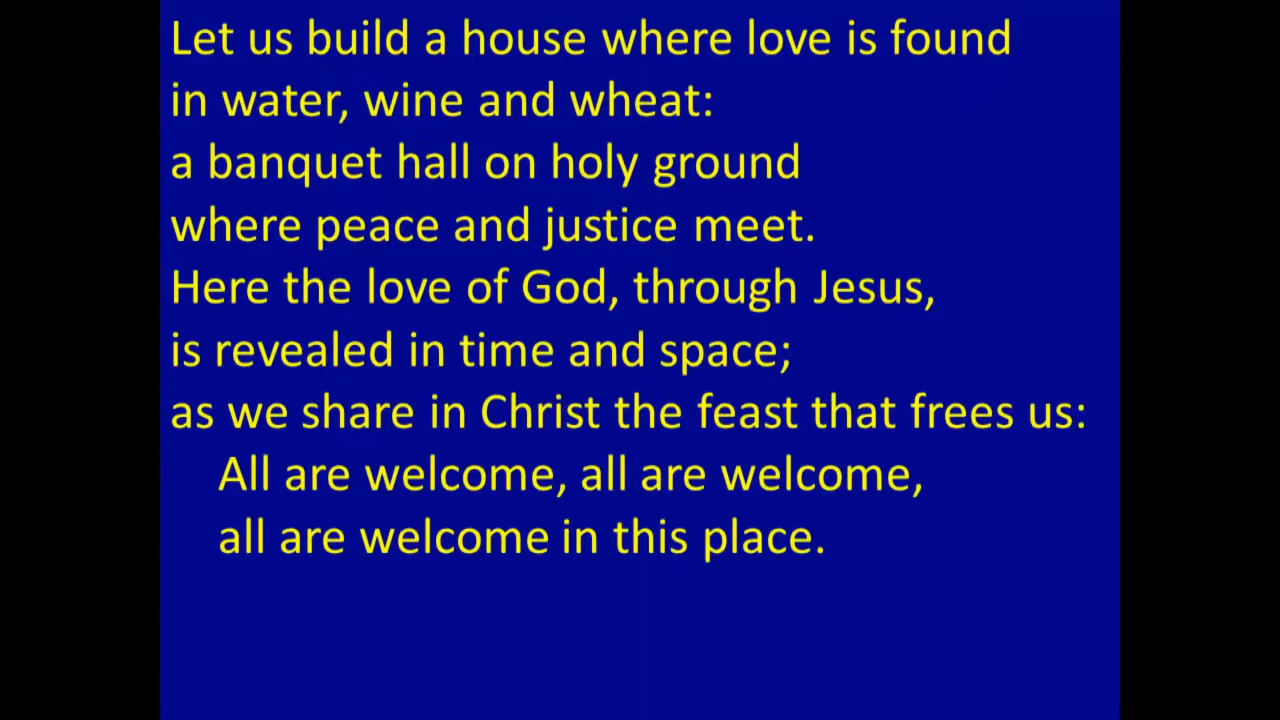 Let us build a house where love is found
in water, wine and wheat:
a banquet hall on holy ground
where peace and justice meet.
Here the love of God, through Jesus,
is revealed in time and space;
as we share in Christ the feast that frees us:
All are welcome, all are welcome,
all are welcome in this place.